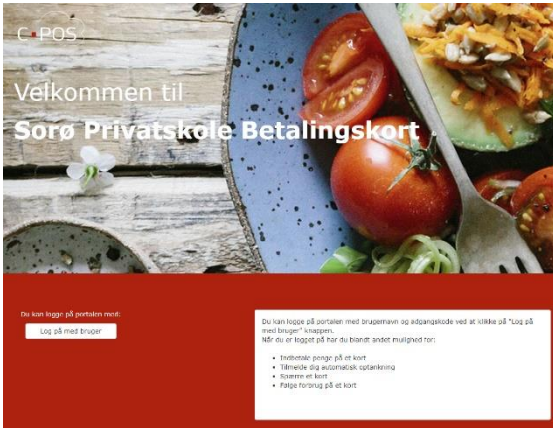 C•POS
Velkommen til
Sorø Privatskole Betalingskort
Du kan logge på portalen med:
Log på med bruger
Du kan logge på portalen med brugernavn og adgangskode ved at klikke på "Log på
med bruger" knappen.
Når du er logget på har du blandt andet mulighed for:
• Indbetale penge på et kort
• Tilmelde dig automatisk optankning
• Spærre et kort
• Følge forbrug på et kort